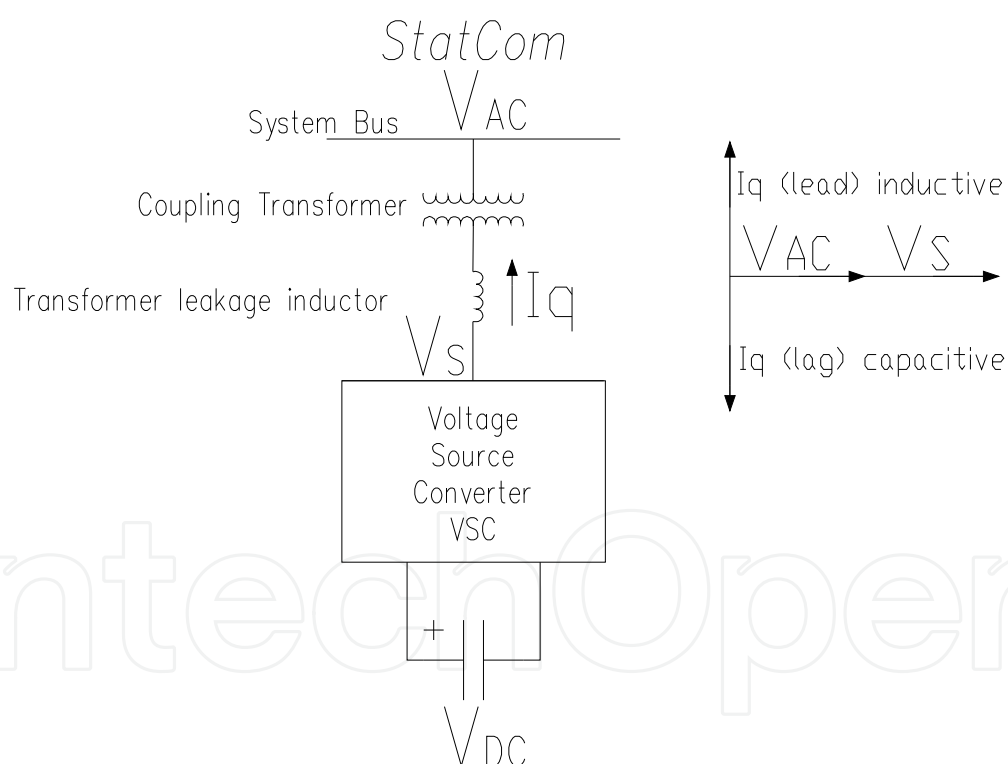 StatCom
VAC
System Bus
Coupling Transformer
Transformer leakage inductor
Iq
VS
Voltage
Source
Converter
VSC
+
VDC
Iq (lead) inductive
VAC VS
Iq (lag) capacitive
ntechOpen